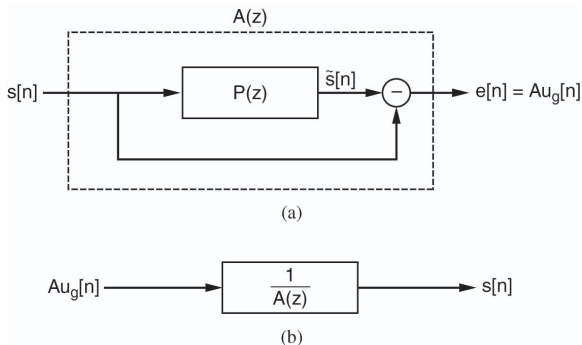 A(z)
s[n]
P(z)
s̃[n]
−
e[n] = Au_g[n]
(a)
Au_g[n]
1
A(z)
s[n]
(b)